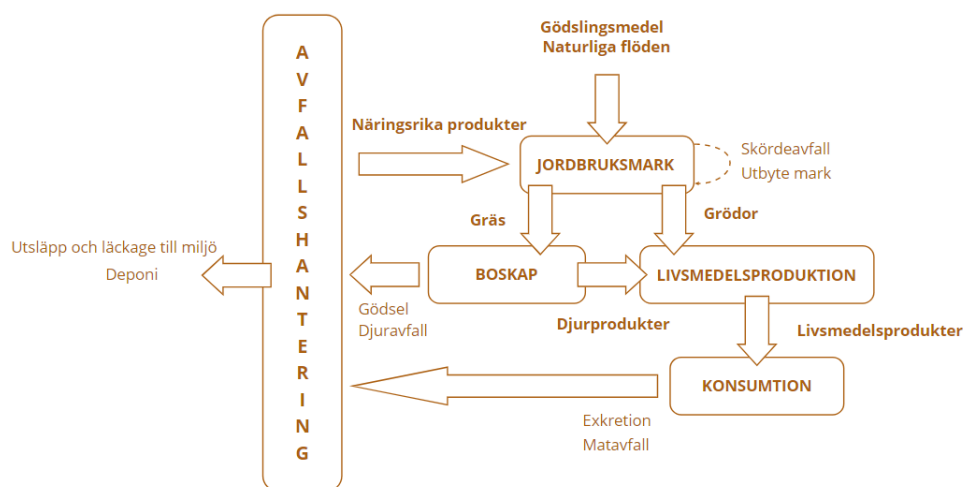 AVFALLSHANTERING
Gödslingsmedel
Naturliga flöden
Näringsrika produkter
JORDBRUKSMARK
Skördeavfall
Utbyte mark
Gräs
Grödor
Utsläpp och läckage till miljö
Deponi
BOSKAP
LIVSMEDELSPRODUKTION
Gödsel
Djuravfall
Djurprodukter
Livsmedelsprodukter
KONSUMTION
Exkretion
Matavfall